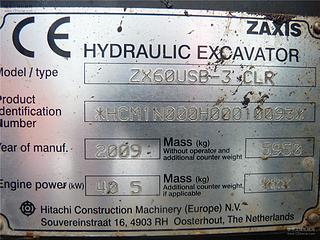 ZAXIS
CE HYDRAULIC EXCAVATOR
Model / type ZX60USB-3 CLR
Product Identification Number *HCM1N000H00010093*
Year of manuf. 2009 Mass (kg) Without operator and additional counter weight 5950
Engine power (kW) 40.5 Mass (kg) if applicable additional counter weight ***
Hitachi Construction Machinery (Europe) N.V.
Souvereinstraat 16, 4903 RH Oosterhout, The Netherlands